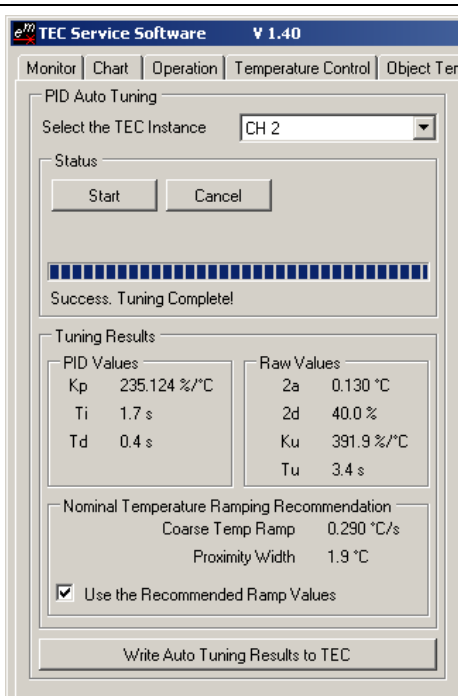 em TEC Service Software V 1.40
Monitor Chart Operation Temperature Control Object Ter
PID Auto Tuning
Select the TEC Instance CH 2
Status
Start Cancel
Success. Tuning Complete!
Tuning Results
PID Values
Kp 235.124 %/°C
Ti 1.7 s
Td 0.4 s
Raw Values
2a 0.130 °C
2d 40.0 %
Ku 391.9 %/°C
Tu 3.4 s
Nominal Temperature Ramping Recommendation
Coarse Temp Ramp 0.290 °C/s
Proximity Width 1.9 °C
Use the Recommended Ramp Values
Write Auto Tuning Results to TEC